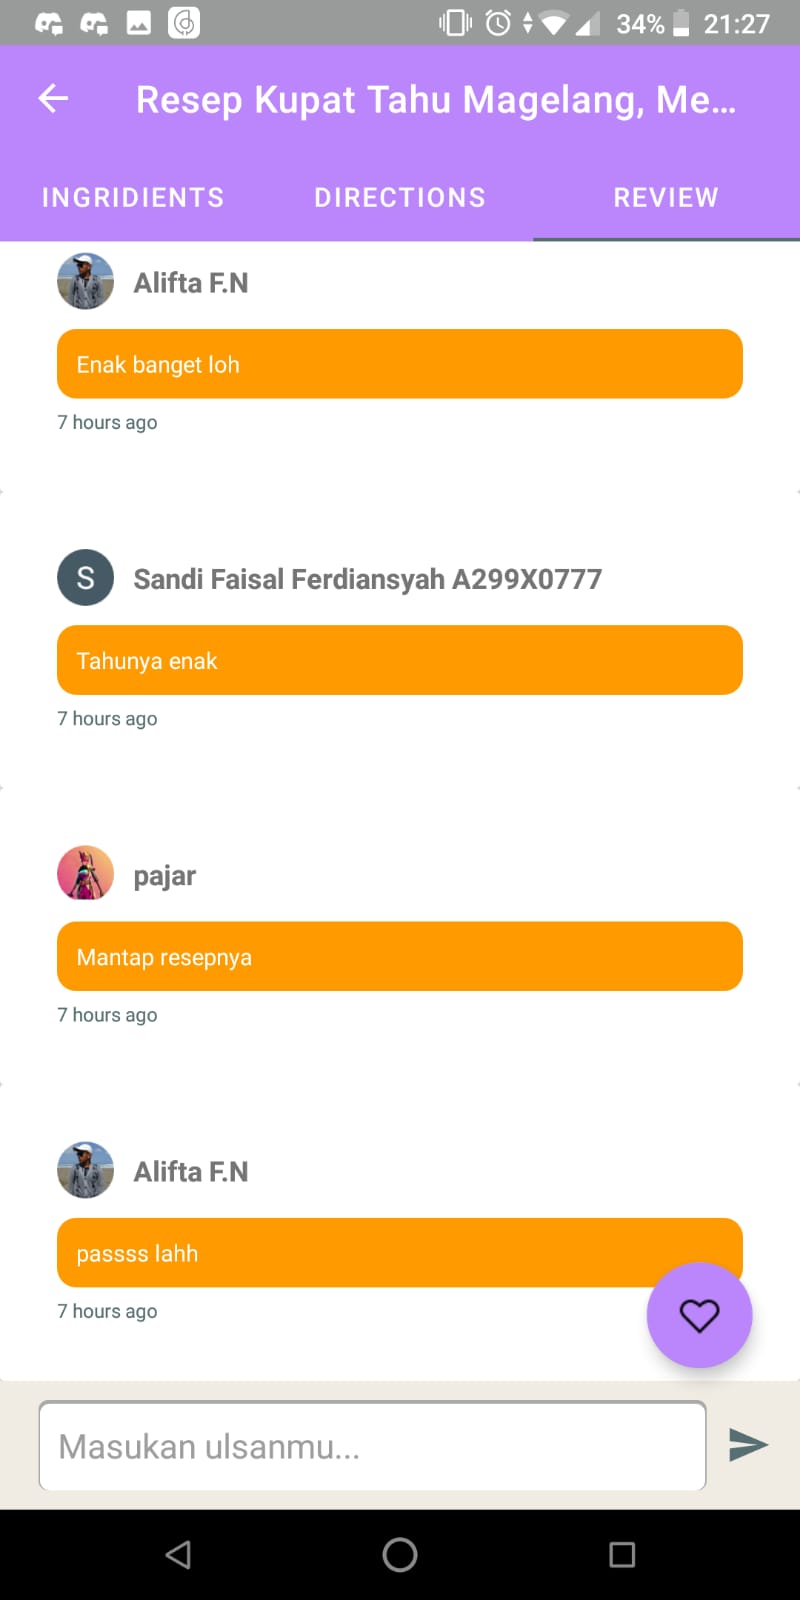 34% 21:27
Resep Kupat Tahu Magelang, Me...
INGRIDIENTS DIRECTIONS REVIEW
Alifta F.N
Enak banget loh
7 hours ago
S Sandi Faisal Ferdiansyah A299X0777
Tahunya enak
7 hours ago
pajar
Mantap resepnya
7 hours ago
Alifta F.N
passss lahh
7 hours ago
Masukan ulsanmu...